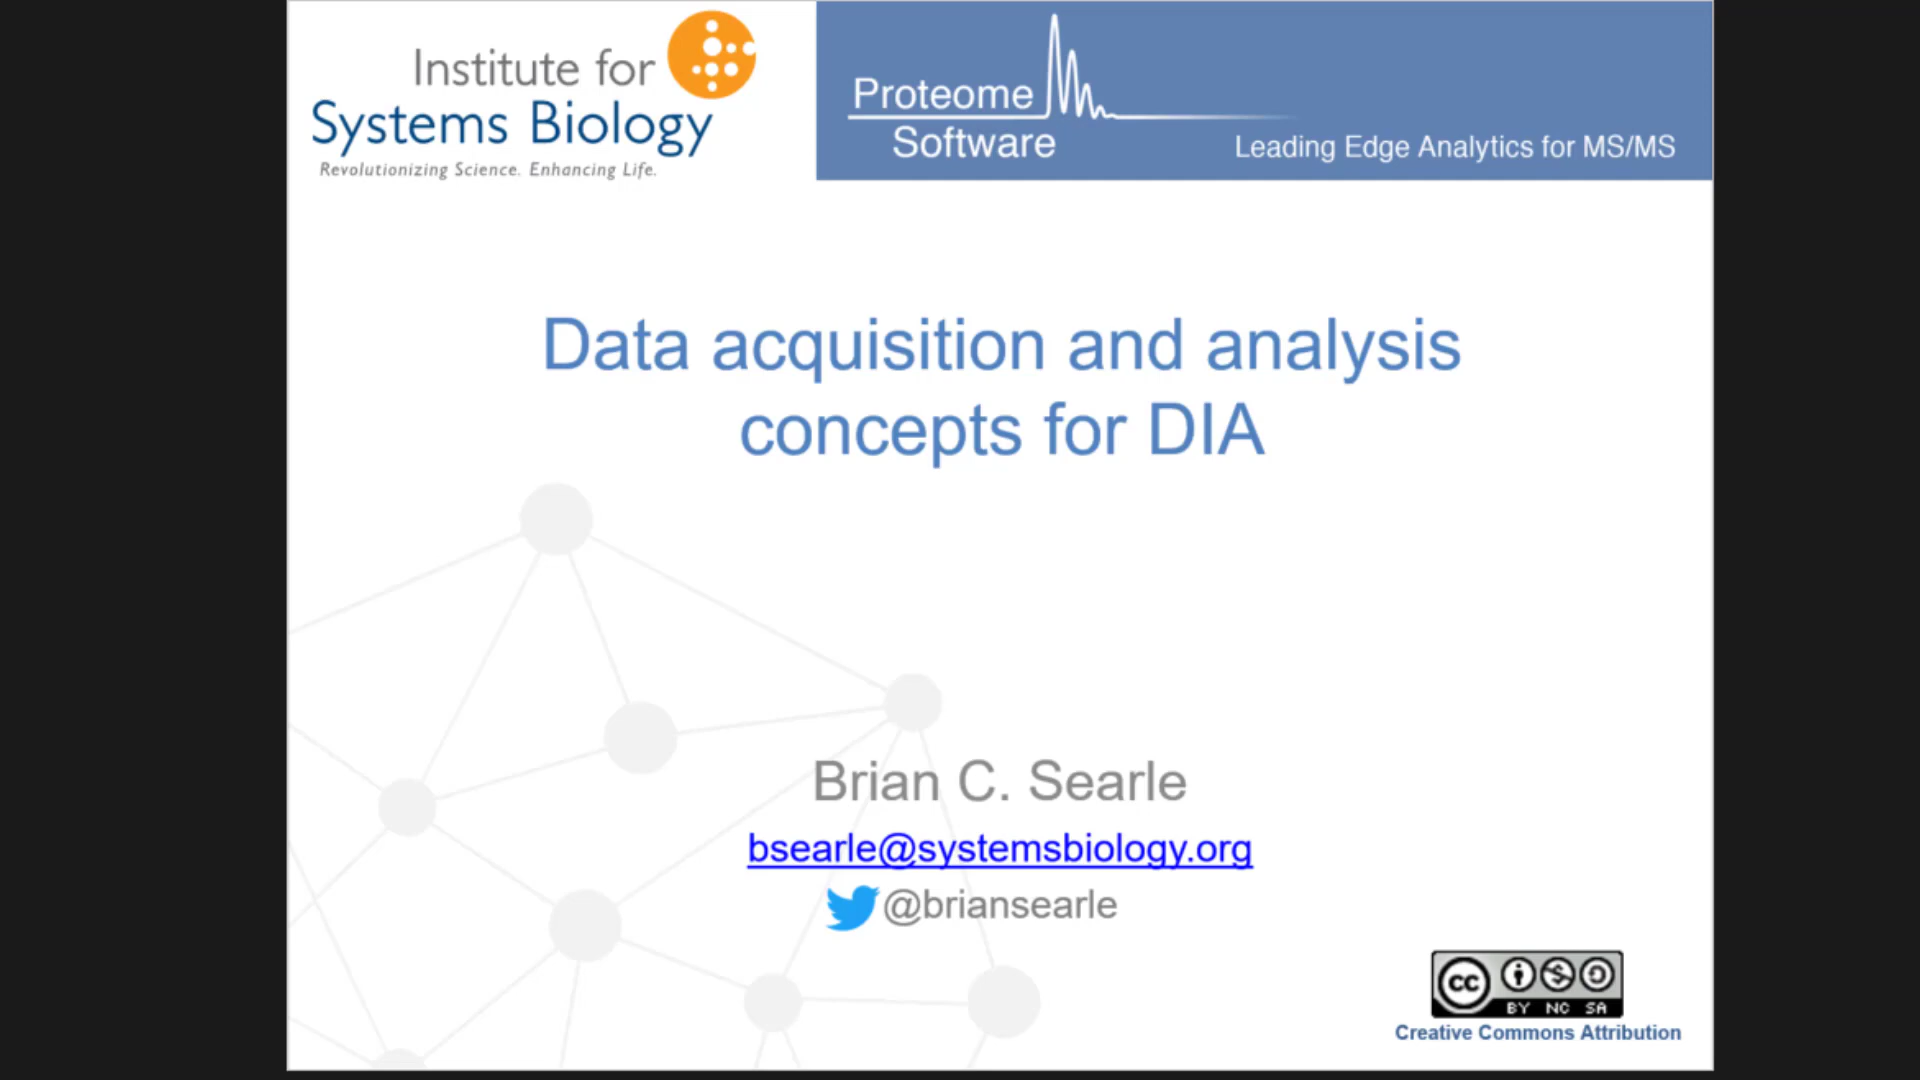 Institute for
Systems Biology
Revolutionizing Science. Enhancing Life.
Proteome
Software
Leading Edge Analytics for MS/MS
Data acquisition and analysis
concepts for DIA
Brian C. Searle
bsearle@systemsbiology.org
@briansearle
cc
BY NC SA
Creative Commons Attribution